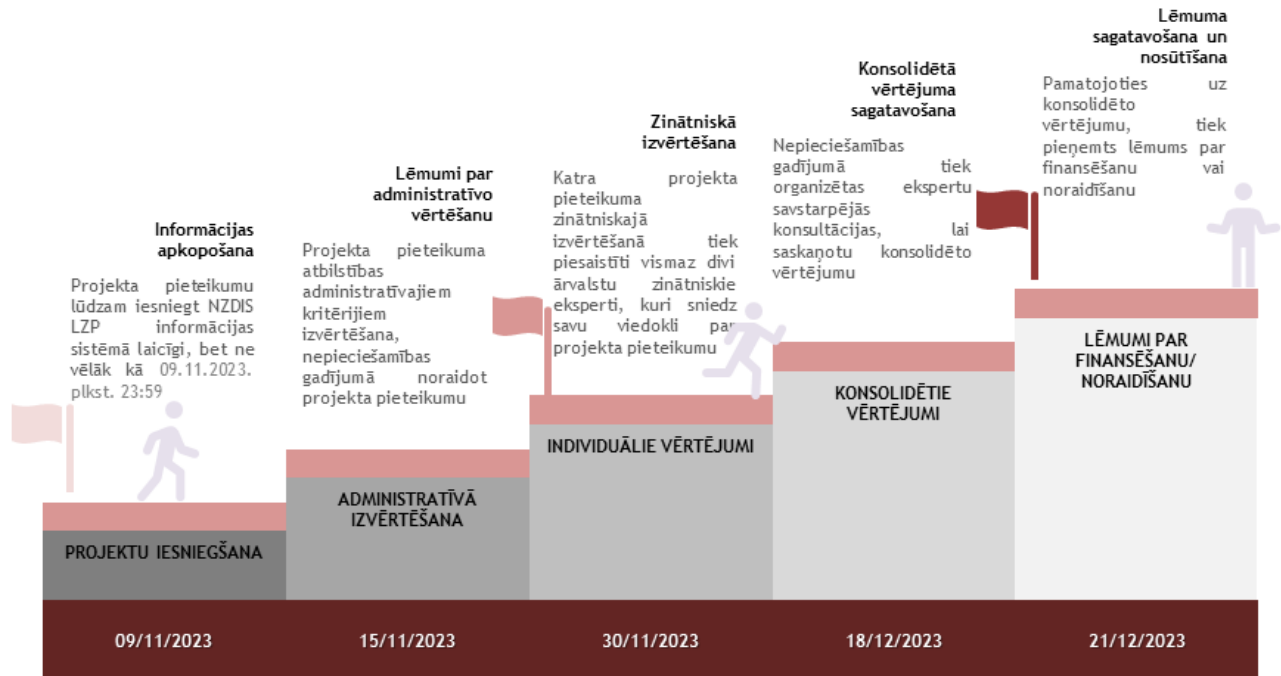 Informācijas
apkopošana
Projekta pieteikumu
lūdzam iesniegt NZDIS
LZP informācijas
sistēmā laicīgi, bet ne
vēlāk kā 09.11.2023.
plkst. 23:59
PROJEKTU IESNIEGŠANA
09/11/2023
Lēmumi par
administratīvo
vērtēšanu
Projekta pieteikuma
atbilstības
administratīvajiem
kritērijiem
izvērtēšana,
nepieciešamības
gadījumā noraidot
projekta pieteikumu
ADMINISTRATĪVĀ
IZVĒRTĒŠANA
15/11/2023
Zinātniskā
izvērtēšana
Katra projekta
pieteikuma
zinātniskajā
izvērtēšanā tiek
piesaistīti vismaz divi
ārvalstu zinātniskie
eksperti, kuri sniedz
savu viedokli par
projekta pieteikumu
INDIVIDUĀLIE VĒRTĒJUMI
30/11/2023
Konsolidētā
vērtējuma
sagatavošana
Nepieciešamības
gadījumā tiek
organizētas ekspertu
savstarpējās
konsultācijas, lai
saskaņotu konsolidēto
vērtējumu
KONSOLIDĒTIE
VĒRTĒJUMI
18/12/2023
Lēmuma
sagatavošana un
nosūtīšana
Pamatojoties uz
konsolidēto
vērtējumu, tiek
pieņemts lēmums par
finansēšanu vai
noraidīšanu
LĒMUMI PAR
FINANSĒŠANU/
NORAIDĪŠANU
21/12/2023